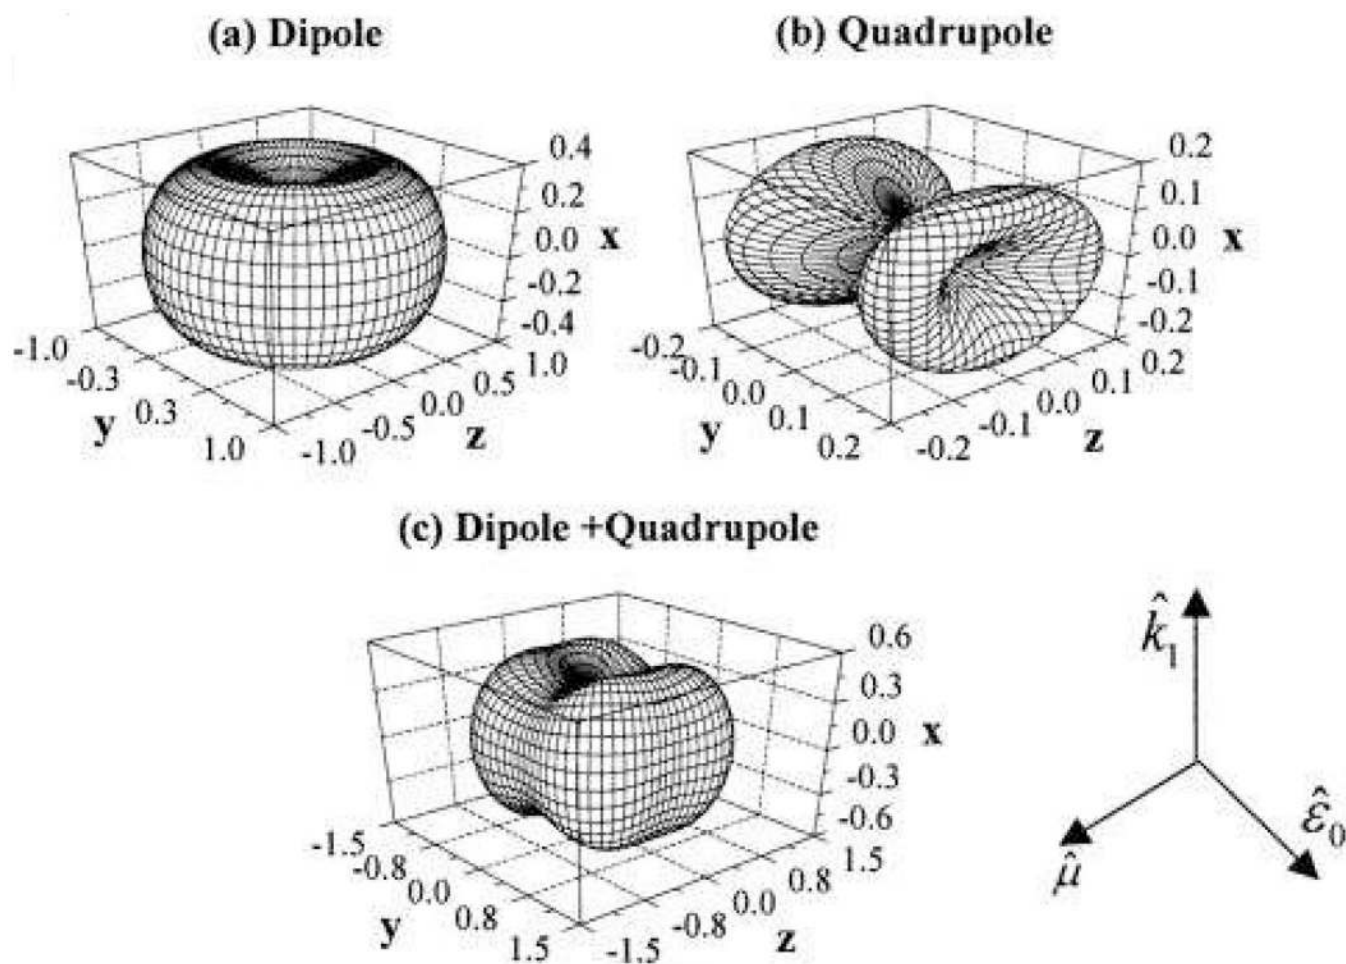 (a) Dipole
(b) Quadrupole
0.4
0.2
0.0
-0.2
-0.4
x
-1.0
-0.3
0.3
1.0
y
-1.0
-0.5
0.0
0.5
1.0
z
0.2
0.1
0.0
-0.1
-0.2
x
-0.2
-0.1
0.0
0.1
0.2
y
-0.2
-0.1
0.0
0.1
0.2
z
(c) Dipole +Quadrupole
0.6
0.3
0.0
-0.3
-0.6
x
-1.5
-0.8
0.0
0.8
1.5
y
-1.5
-0.8
0.0
0.8
1.5
z
k̂₁
ε̂₀
μ̂